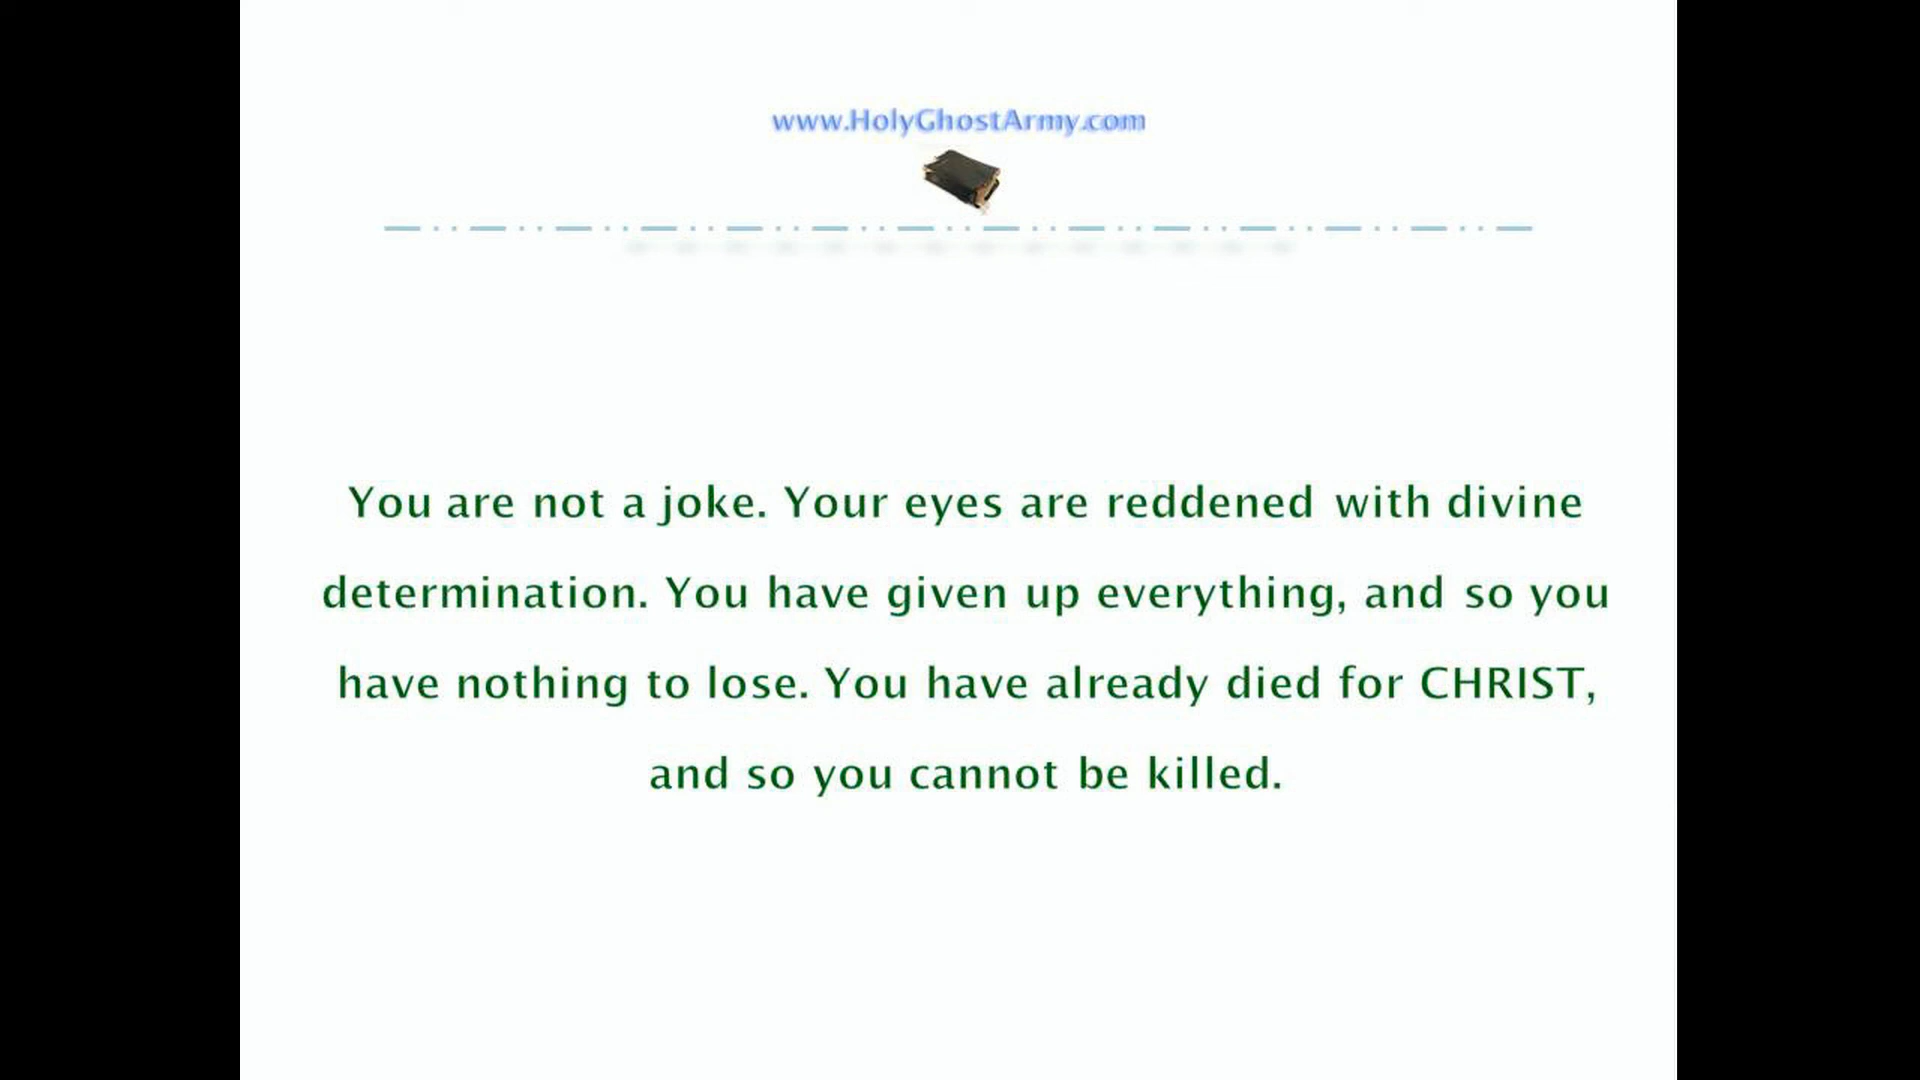 www.HolyGhostArmy.com
You are not a joke. Your eyes are reddened with divine
determination. You have given up everything, and so you
have nothing to lose. You have already died for CHRIST,
and so you cannot be killed.